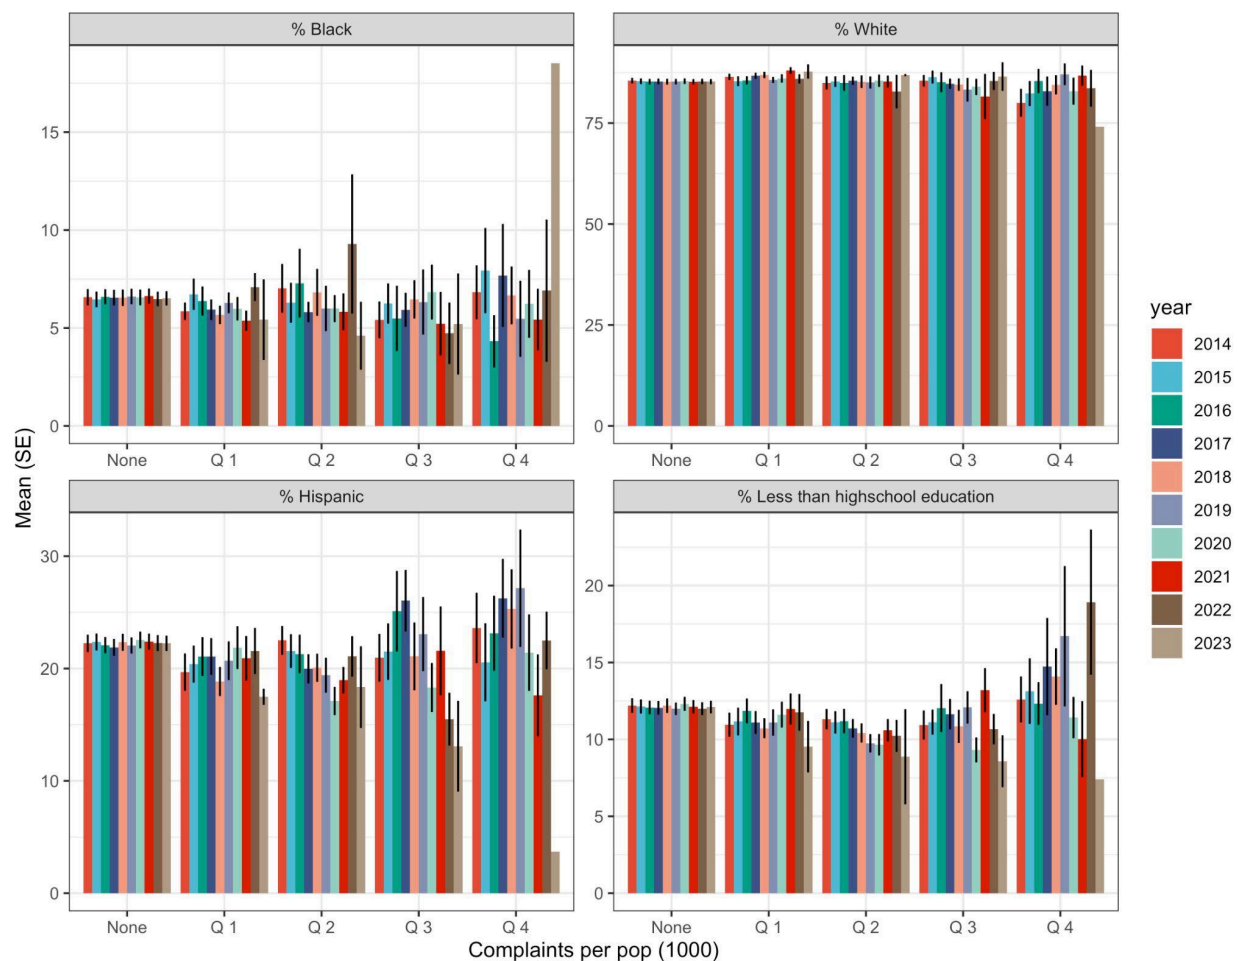 % Black
% White
15
10
5
0
75
50
25
0
None
Q 1
Q 2
Q 3
Q 4
None
Q 1
Q 2
Q 3
Q 4
% Hispanic
% Less than highschool education
30
20
10
0
20
15
10
5
0
None
Q 1
Q 2
Q 3
Q 4
None
Q 1
Q 2
Q 3
Q 4
Mean (SE)
Complaints per pop (1000)
year
2014
2015
2016
2017
2018
2019
2020
2021
2022
2023